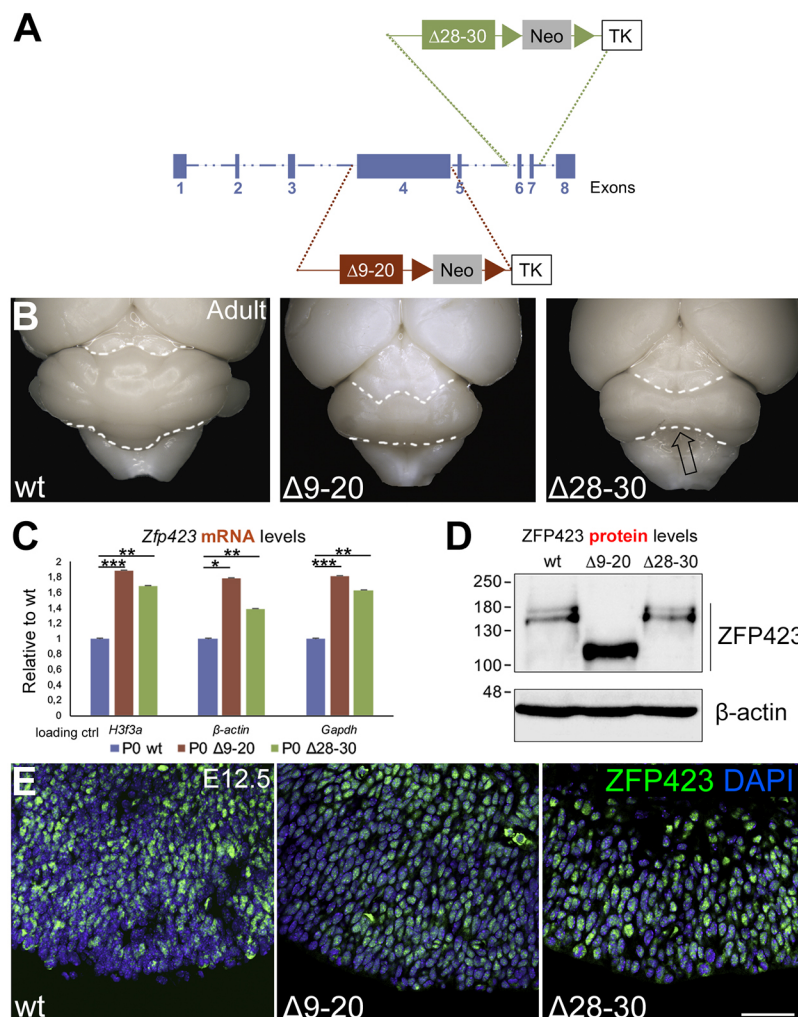 A
Δ28-30 Neo TK
1 2 3 4 5 6 7 8 Exons
Δ9-20 Neo TK
B Adult
wt Δ9-20 Δ28-30
C Zfp423 mRNA levels
Relative to wt
2
1,8
1,6
1,4
1,2
1
0,8
0,6
0,4
0,2
0
*** ** * ** *** **
loading ctrl H3f3a β-actin Gapdh
P0 wt P0 Δ9-20 P0 Δ28-30
D ZFP423 protein levels
wt Δ9-20 Δ28-30
250
180
130
100
48
ZFP423
β-actin
E E12.5 ZFP423 DAPI
wt Δ9-20 Δ28-30